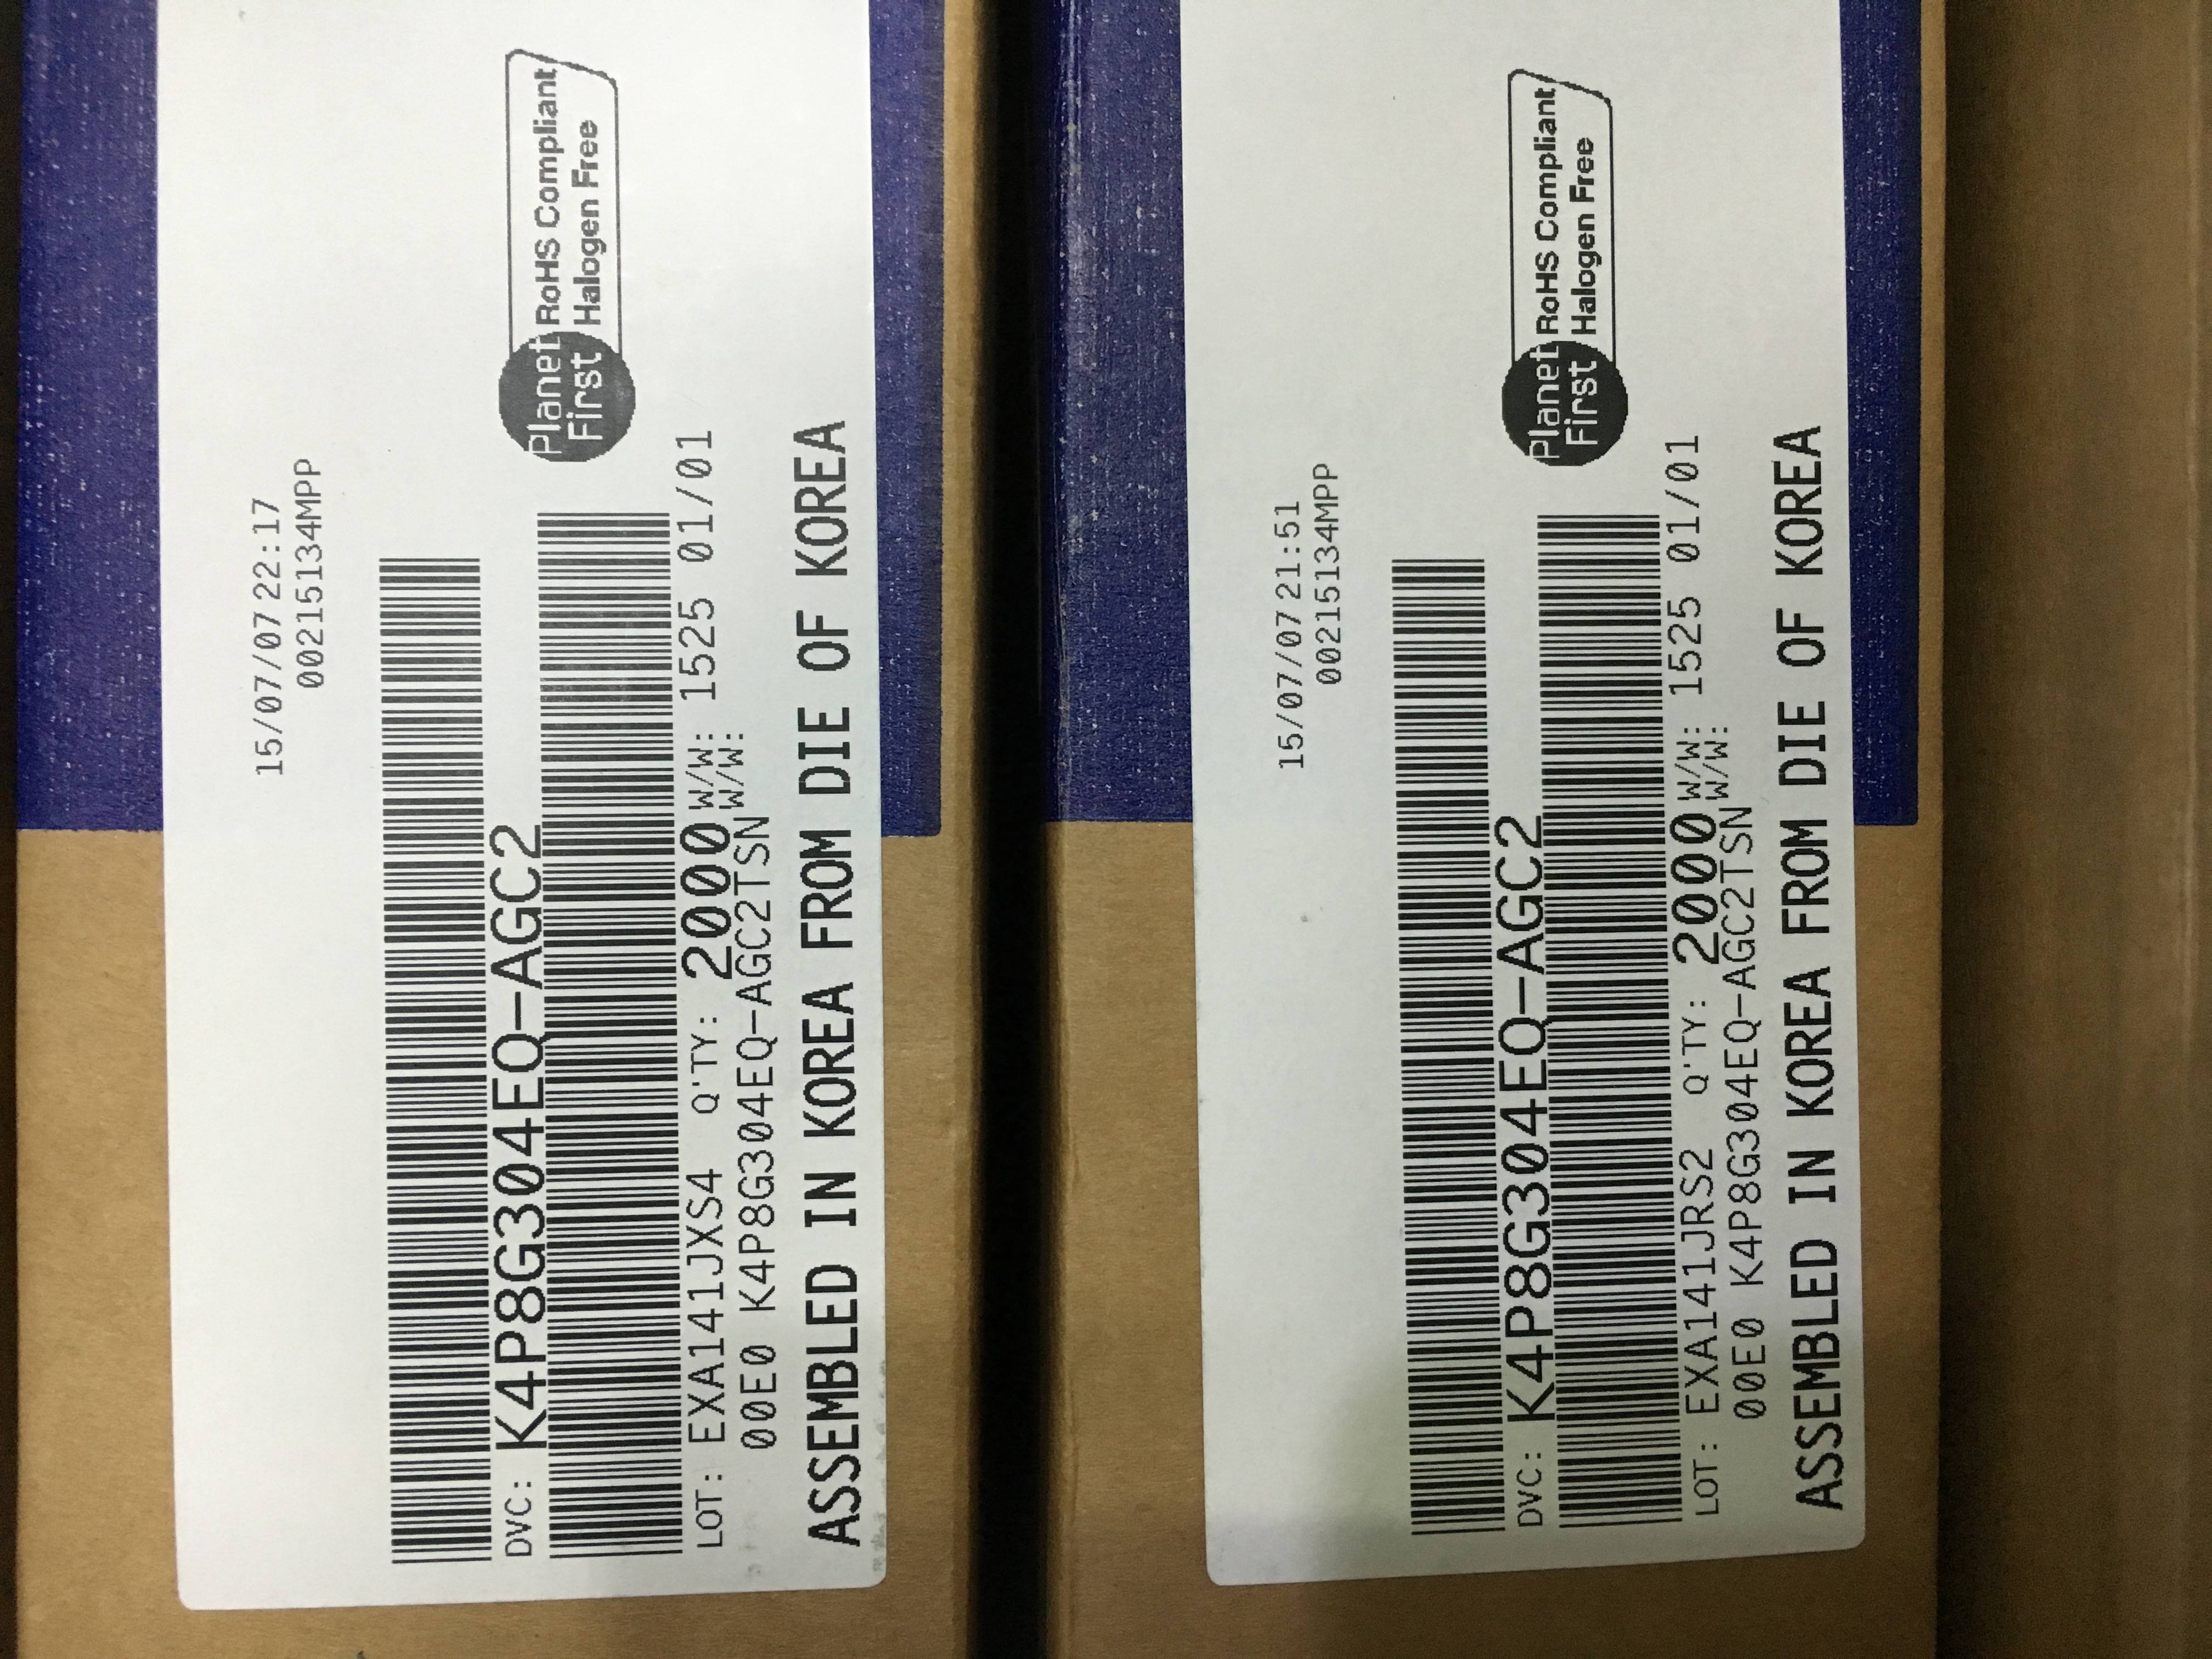 15/07/07 22:17
00215134MPP
DVC: K4P8G304EQ-AGC2
Planet First
RoHS Compliant
Halogen Free
LOT: EXA141JXS4 Q'TY: 2000 W/W: 1525 01/01
W/W:
00E0 K4P8G304EQ-AGC2TSN
ASSEMBLED IN KOREA FROM DIE OF KOREA
15/07/07 21:51
00215134MPP
DVC: K4P8G304EQ-AGC2
Planet First
RoHS Compliant
Halogen Free
LOT: EXA141JRS2 Q'TY: 2000 W/W: 1525 01/01
W/W:
00E0 K4P8G304EQ-AGC2TSN
ASSEMBLED IN KOREA FROM DIE OF KOREA